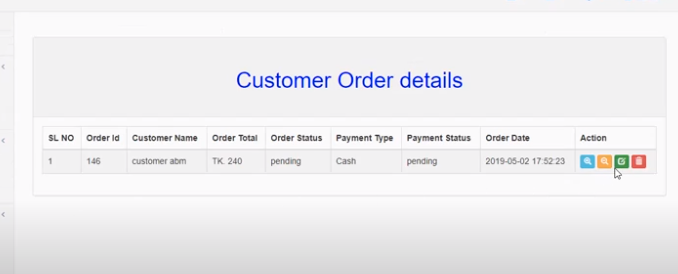 Customer Order details
SL NO Order Id Customer Name Order Total Order Status Payment Type Payment Status Order Date Action
1 146 customer abm TK. 240 pending Cash pending 2019-05-02 17:52:23